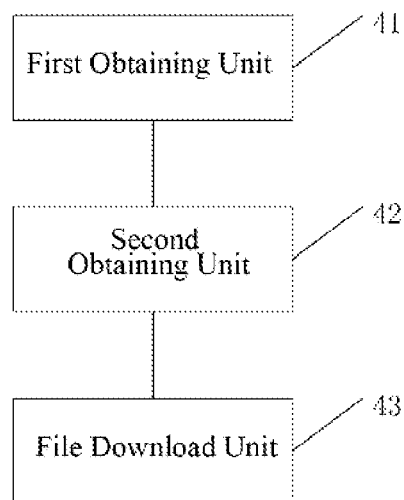 41
First Obtaining Unit
42
Second
Obtaining Unit
43
File Download Unit